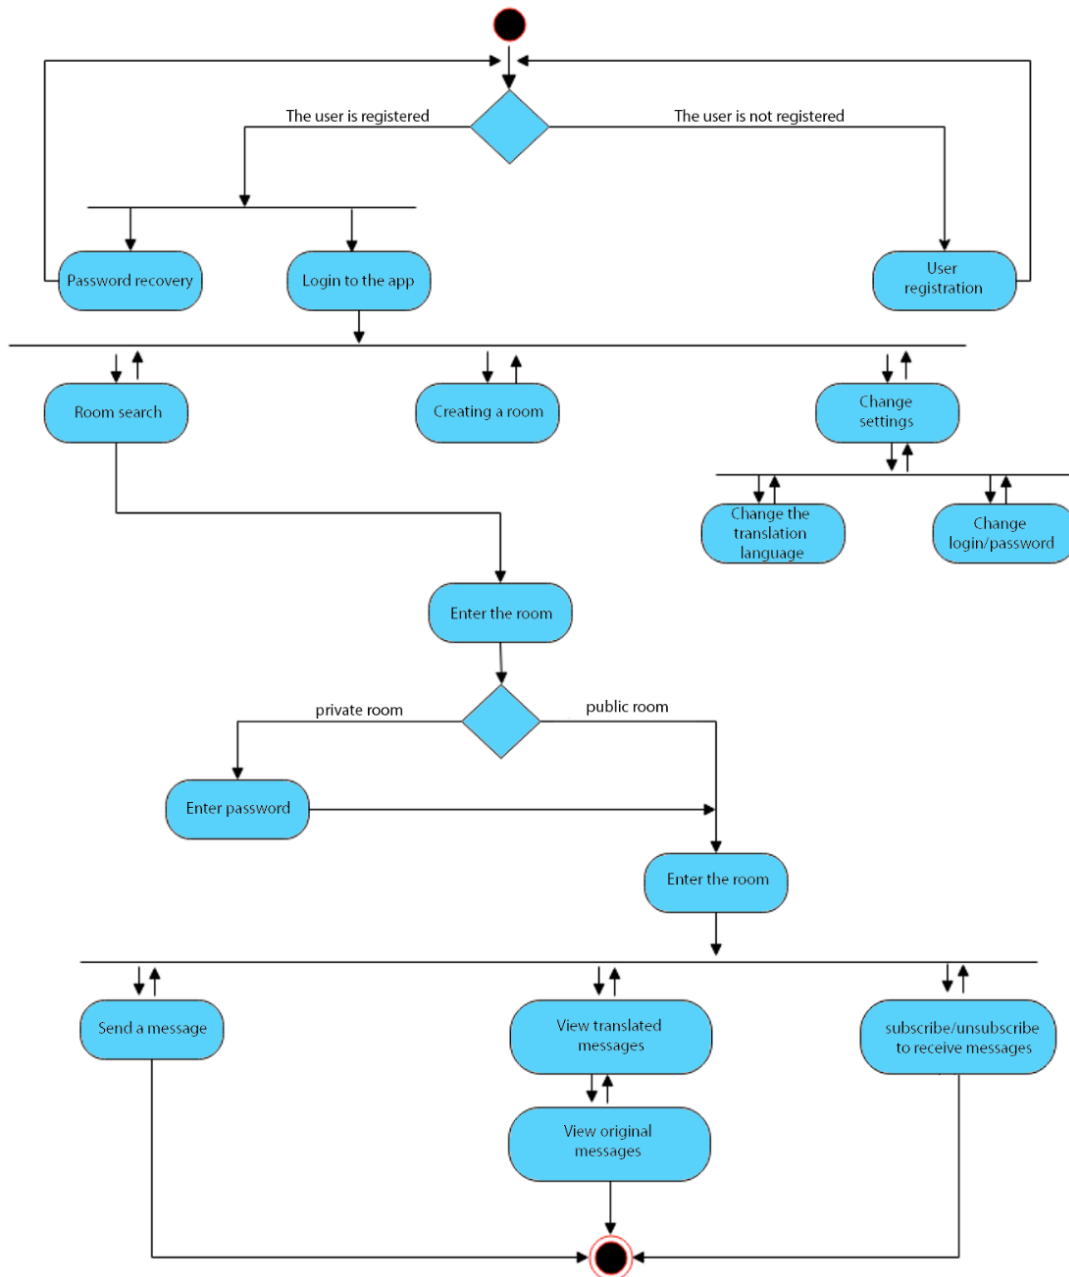 The user is registered
The user is not registered
Password recovery
Login to the app
User
registration
Room search
Creating a room
Change
settings
Change the
translation
language
Change
login/password
Enter the room
private room
public room
Enter password
Enter the room
Send a message
View translated
messages
subscribe/unsubscribe
to receive messages
View original
messages